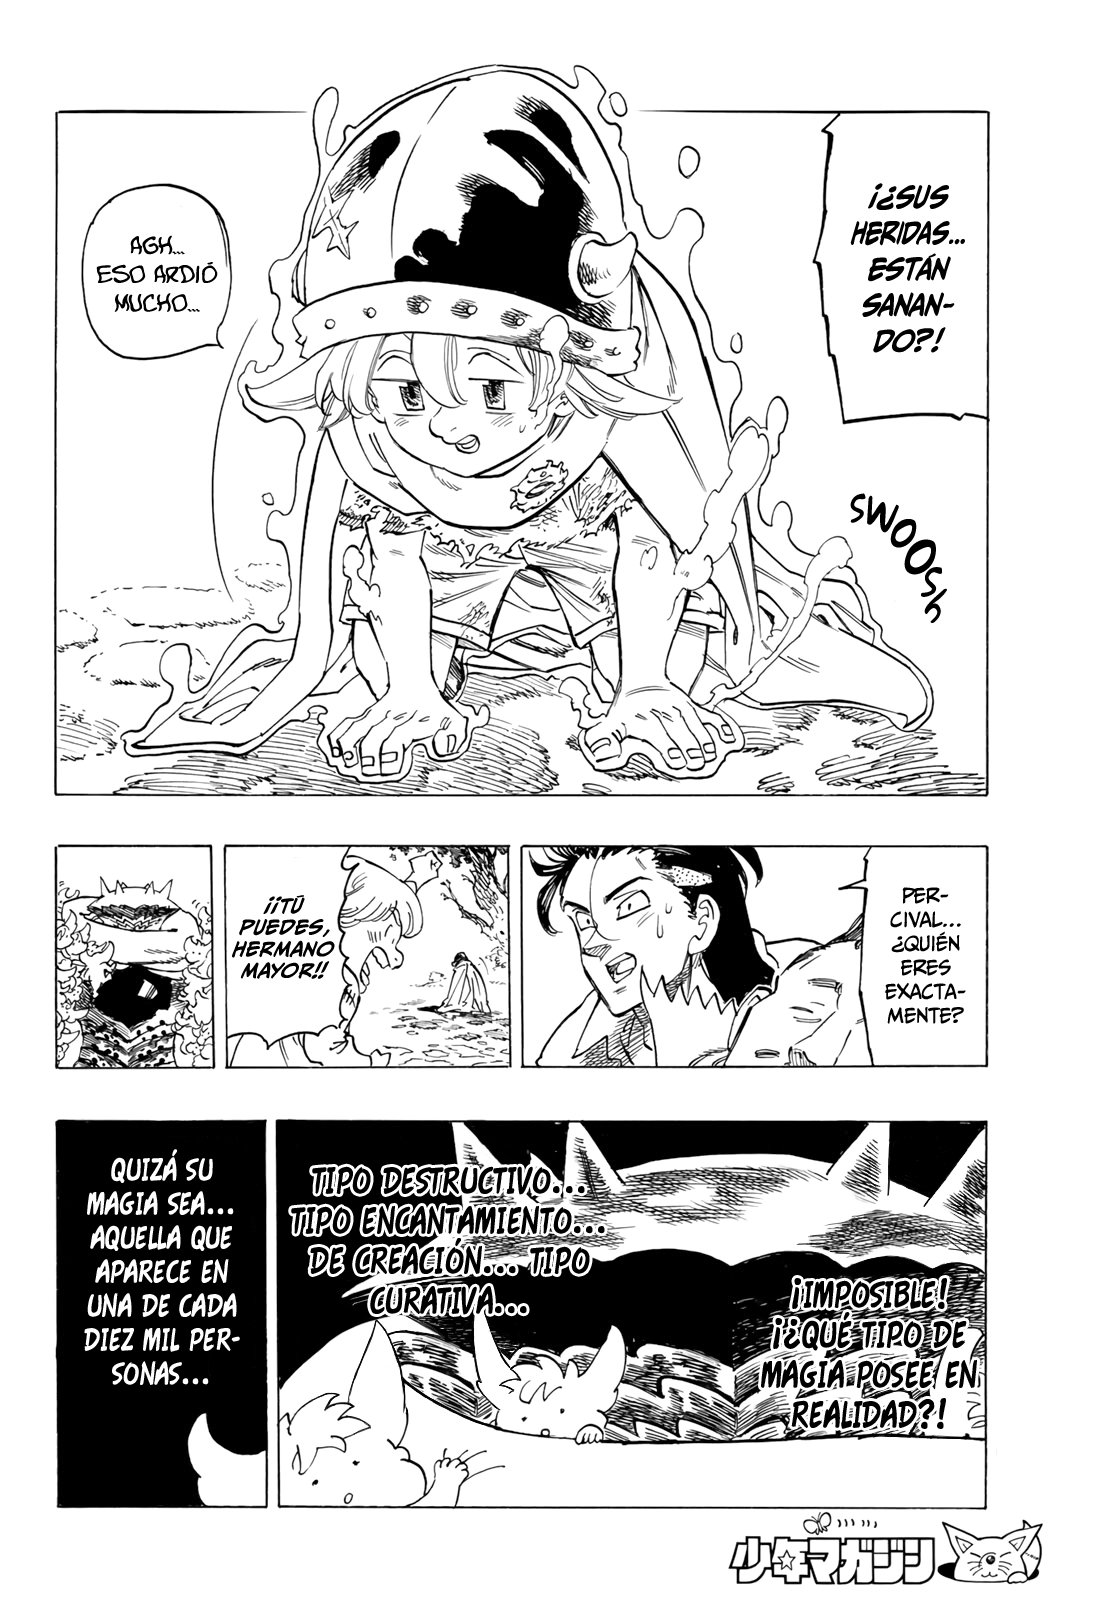 ¡¿SUS
HERIDAS...
ESTÁN
SANAN-
DO?!
AGH...
ESO ARDIÓ
MUCHO...
SWOOSH
PER-
CIVAL...
¿QUIÉN
ERES
EXACTA-
MENTE?
¡¡TÚ
PUEDES,
HERMANO
MAYOR!!
TIPO DESTRUCTIVO...
TIPO ENCANTAMIENTO...
DE CREACIÓN... TIPO
CURATIVA...
¡IMPOSIBLE!
¡¿QUÉ TIPO DE
MAGIA POSEE EN
REALIDAD?!
QUIZÁ SU
MAGIA SEA...
AQUELLA QUE
APARECE EN
UNA DE CADA
DIEZ MIL PER-
SONAS...
少年マガジン